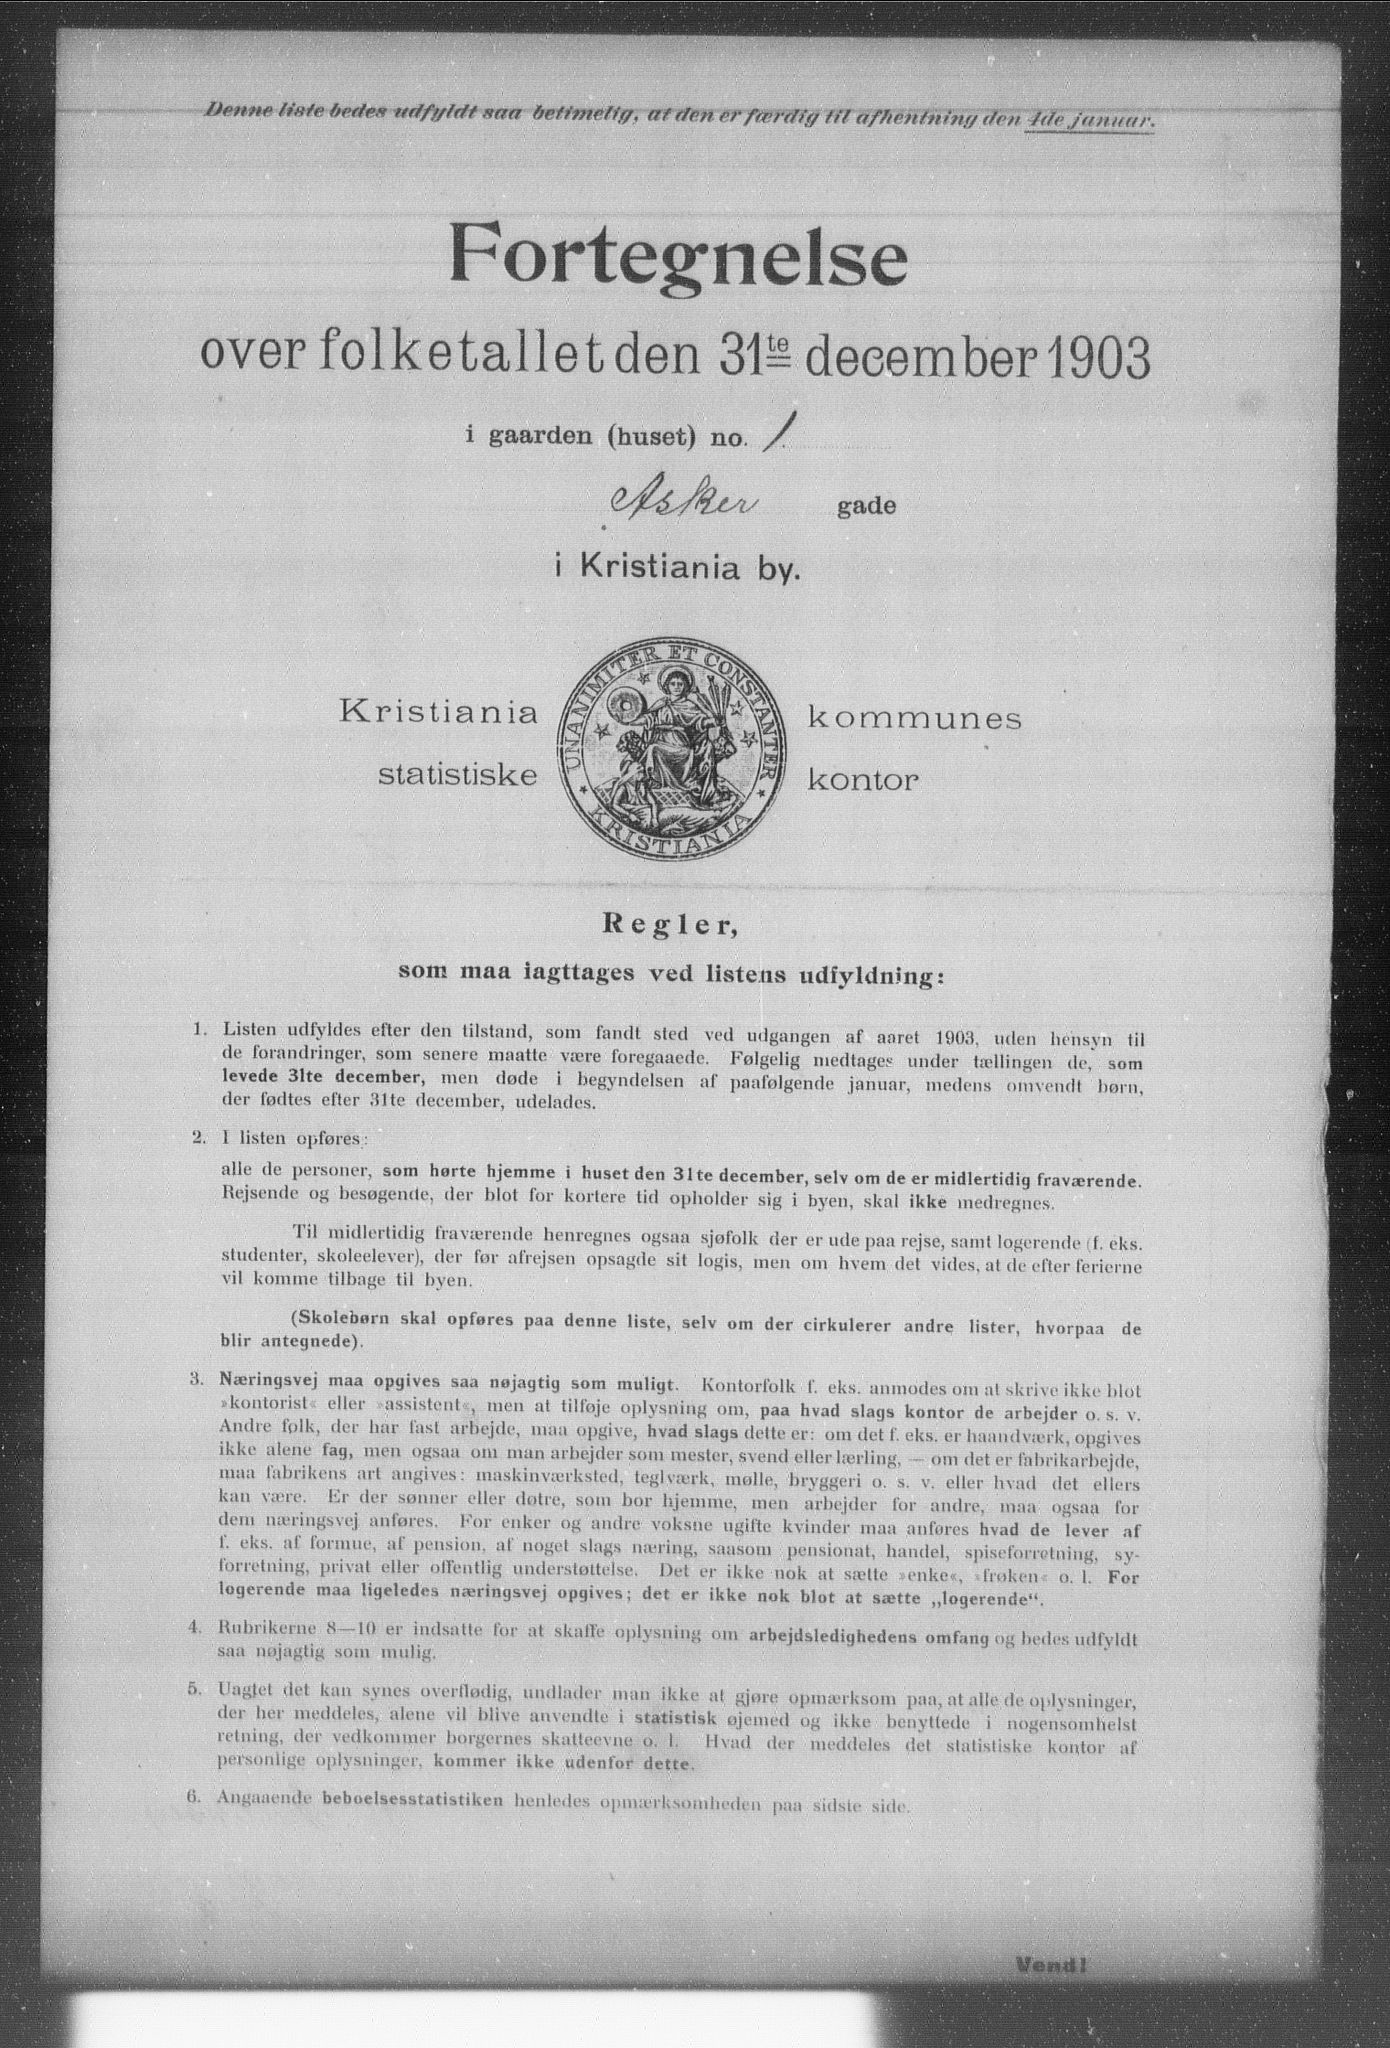 Denne liste bedes udfyldt saa betimelig, at den er færdig til afhentning den 4de januar.
Fortegnelse
over folketallet den 31te december 1903
i gaarden (huset) no. 1.
Asker gade
i Kristiania by.
Kristiania kommunes
statistiske kontor
UNANIMITER ET CONSTANTER
KRISTIANIA
Regler,
som maa iagttages ved listens udfyldning:
1. Listen udfyldes efter den tilstand, som fandt sted ved udgangen af aaret 1903, uden hensyn til
de forandringer, som senere maatte være foregaaede. Følgelig medtages under tællingen de, som
levede 31te december, men døde i begyndelsen af paafølgende januar, medens omvendt børn,
der fødtes efter 31te december, udelades.
2. I listen opføres:
alle de personer, som hørte hjemme i huset den 31te december, selv om de er midlertidig fraværende.
Rejsende og besøgende, der blot for kortere tid opholder sig i byen, skal ikke medregnes.
Til midlertidig fraværende henregnes ogsaa sjøfolk der er ude paa rejse, samt logerende (f. eks.
studenter, skoleelever), der før afrejsen opsagde sit logis, men om hvem det vides, at de efter ferierne
vil komme tilbage til byen.
(Skolebørn skal opføres paa denne liste, selv om der cirkulerer andre lister, hvorpaa de
blir antegnede).
3. Næringsvej maa opgives saa nøjagtig som muligt. Kontorfolk f. eks. anmodes om at skrive ikke blot
»kontorist« eller »assistent«, men at tilføje oplysning om, paa hvad slags kontor de arbejder o. s. v.
Andre folk, der har fast arbejde, maa opgive, hvad slags dette er: om det f. eks. er haandværk, opgives
ikke alene fag, men ogsaa om man arbejder som mester, svend eller lærling, — om det er fabrikarbejde,
maa fabrikens art angives: maskinværksted, teglværk, mølle, bryggeri o. s. v. eller hvad det ellers
kan være. Er der sønner eller døtre, som bor hjemme, men arbejder for andre, maa ogsaa for
dem næringsvej anføres. For enker og andre voksne ugifte kvinder maa anføres hvad de lever af
f. eks. af formue, af pension, af noget slags næring, saasom pensionat, handel, spiseforretning, sy-
forretning, privat eller offentlig understøttelse. Det er ikke nok at sætte »enke«, »frøken« o. l. For
logerende maa ligeledes næringsvej opgives; det er ikke nok blot at sætte „logerende“.
4. Rubrikerne 8—10 er indsatte for at skaffe oplysning om arbejdsledighedens omfang og bedes udfyldt
saa nøjagtig som mulig.
5. Uagtet det kan synes overflødig, undlader man ikke at gjøre opmærksom paa, at alle de oplysninger,
der her meddeles, alene vil blive anvendte i statistisk øjemed og ikke benyttede i nogensomhelst
retning, der vedkommer borgernes skatteevne o. l. Hvad der meddeles det statistiske kontor af
personlige oplysninger, kommer ikke udenfor dette.
6. Angaaende beboelsesstatistiken henledes opmærksomheden paa sidste side.
Vend!